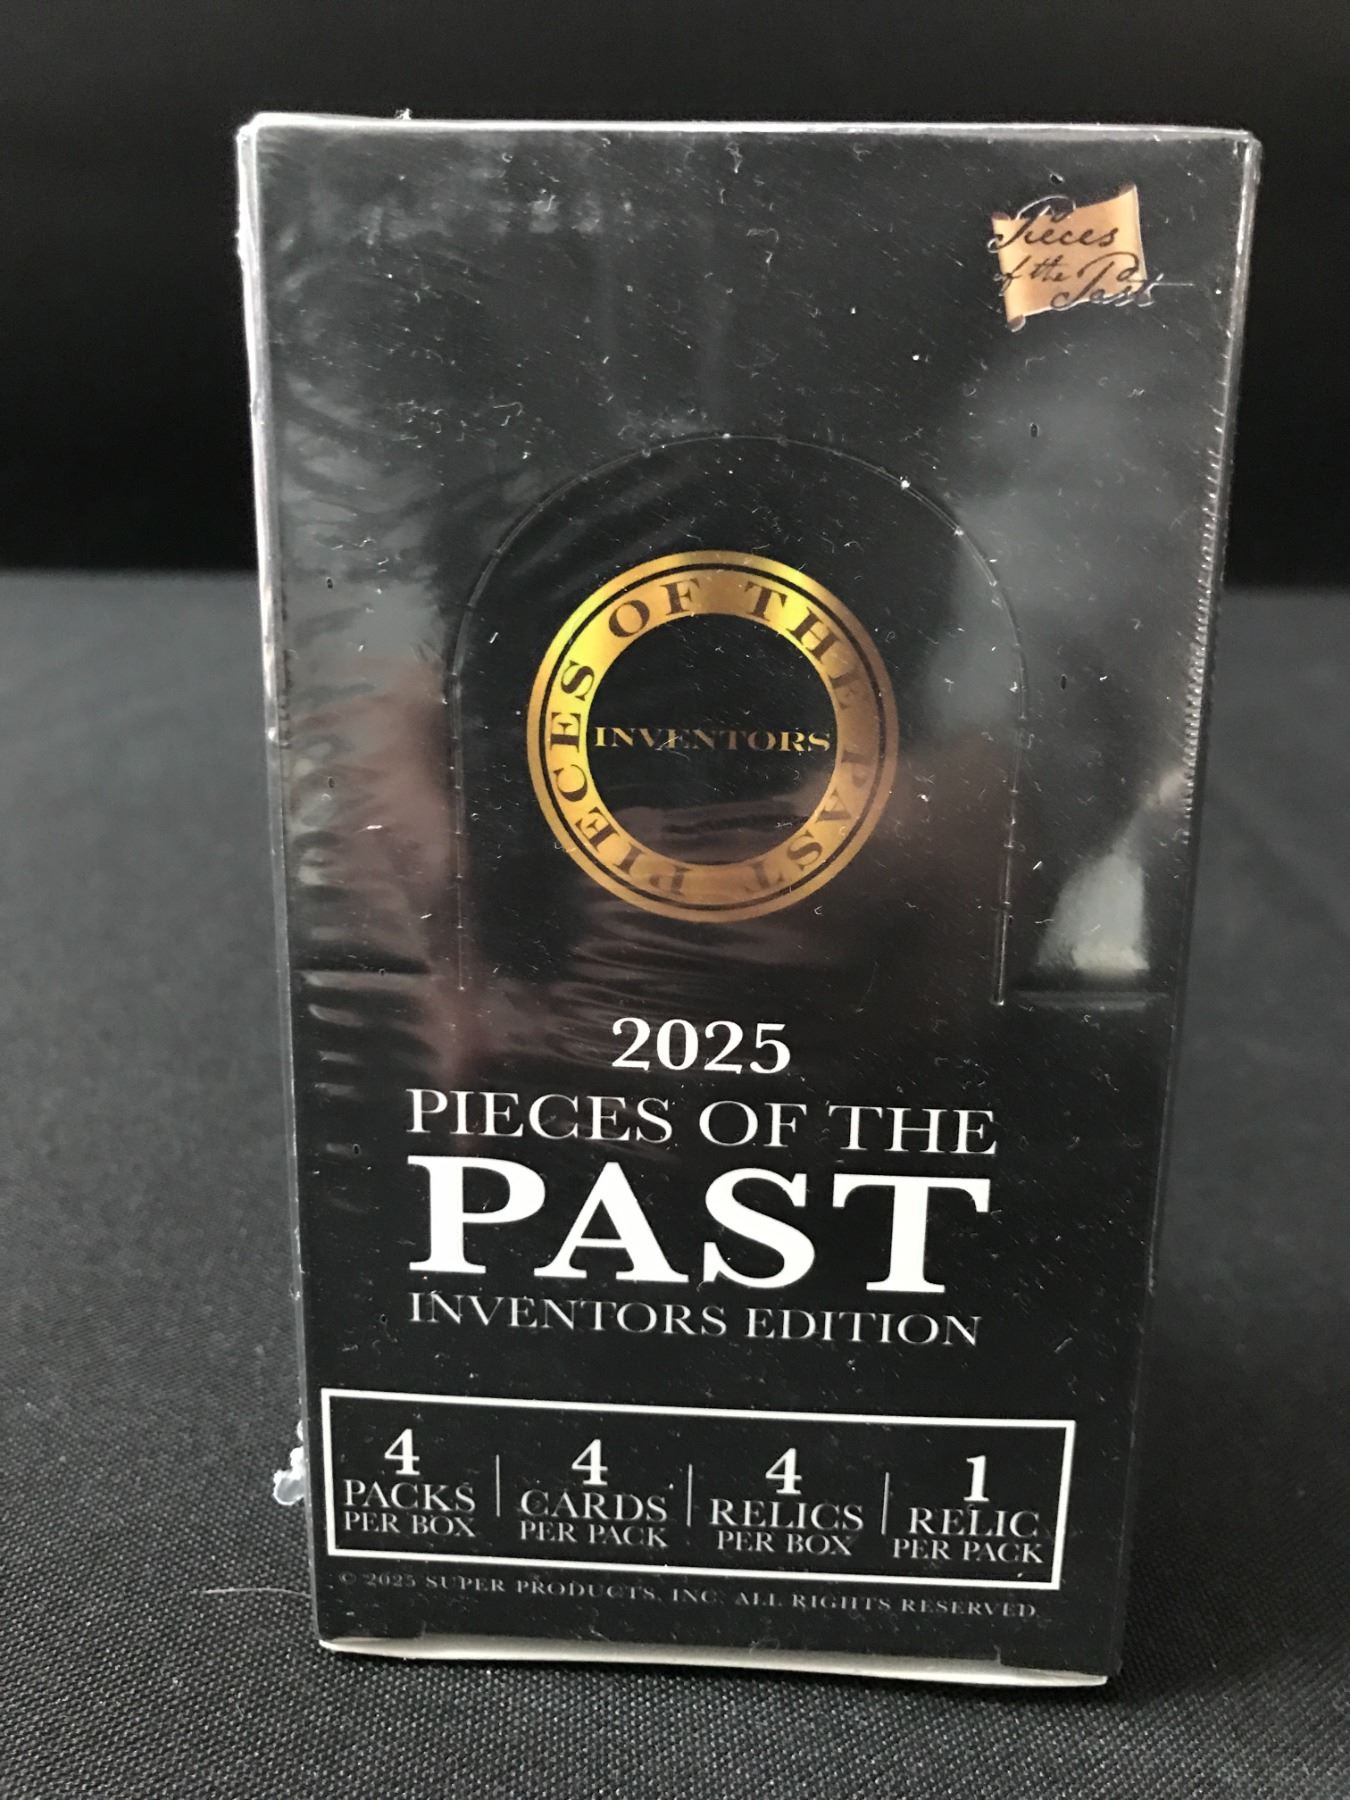 Pieces
of the Past
PIECES OF THE PAST
INVENTORS
2025
PIECES OF THE
PAST
INVENTORS EDITION
4
PACKS
PER BOX
4
CARDS
PER PACK
4
RELICS
PER BOX
1
RELIC
PER PACK
© 2025 SUPER PRODUCTS, INC. ALL RIGHTS RESERVED.